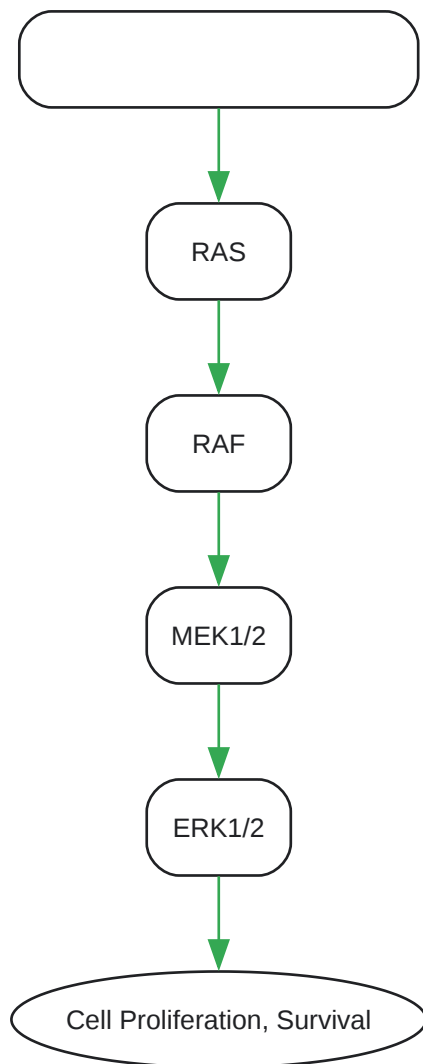 RAS
RAF
MEK1/2
ERK1/2
Cell Proliferation, Survival